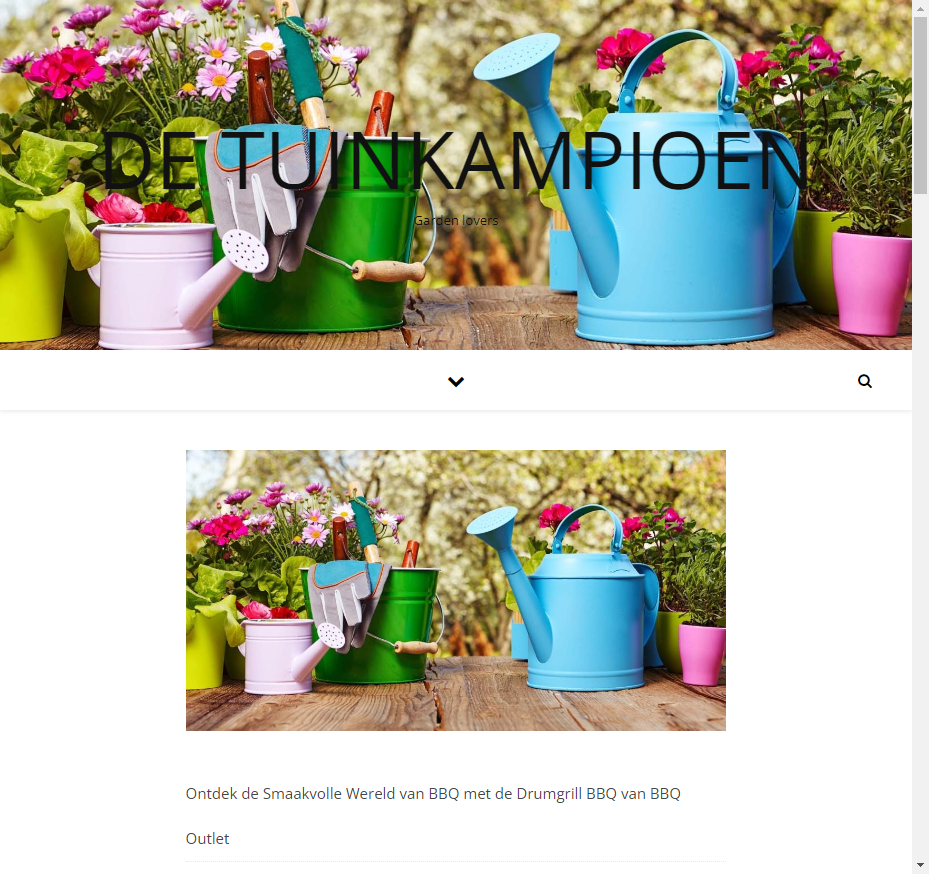 DE TUINKAMPIOEN
Garden lovers
Ontdek de Smaakvolle Wereld van BBQ met de Drumgrill BBQ van BBQ
Outlet